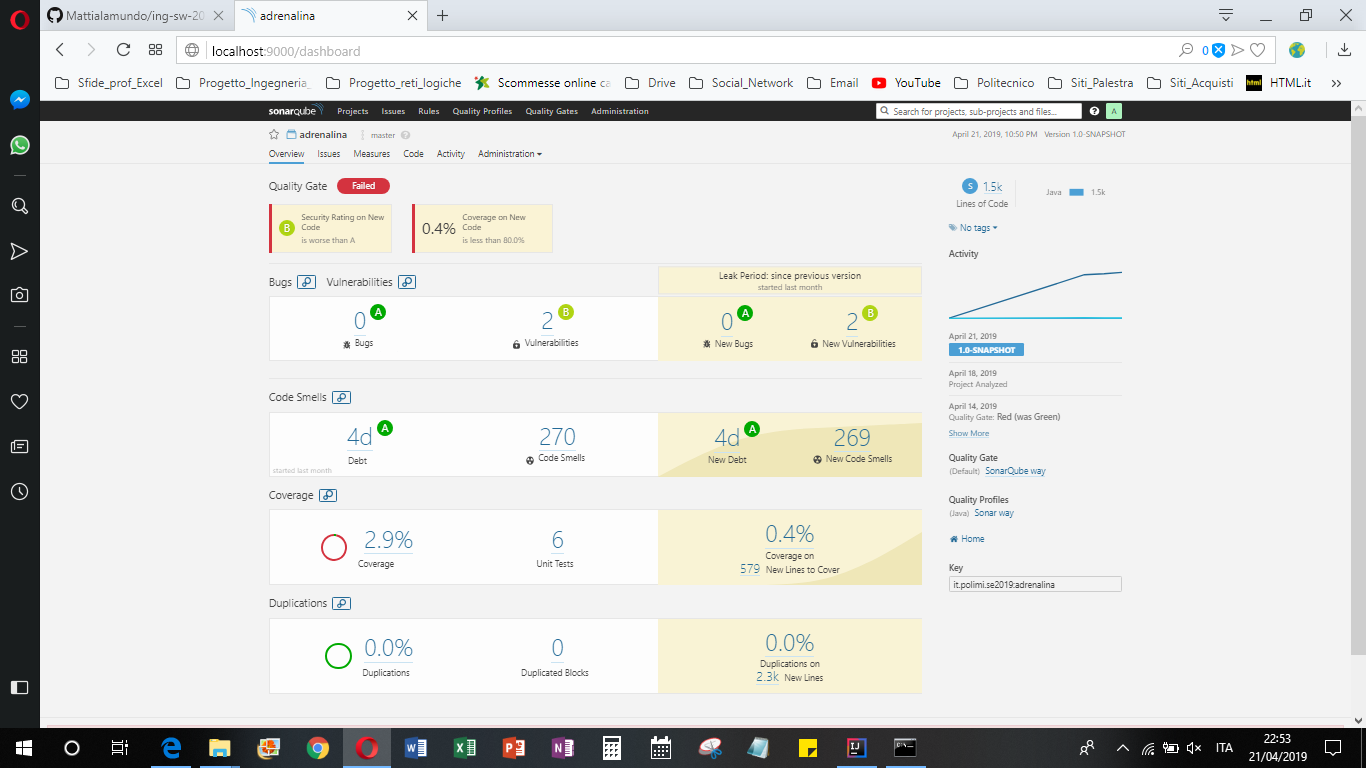 Mattialamundo/ing-sw-20
adrenalina
localhost:9000/dashboard
0
Sfide_prof_Excel
Progetto_Ingegneria_
Progetto_reti_logiche
Scommesse online ca
Drive
Social_Network
Email
YouTube
Politecnico
Siti_Palestra
Siti_Acquisti
html
HTML.it
sonarqube
Projects
Issues
Rules
Quality Profiles
Quality Gates
Administration
Search for projects, sub-projects and files...
A
adrenalina
master
April 21, 2019, 10:50 PM Version 1.0-SNAPSHOT
Overview
Issues
Measures
Code
Activity
Administration
Quality Gate
Failed
B
Security Rating on New
Code
is worse than A
0.4%
Coverage on New
Code
is less than 80.0%
Bugs
Vulnerabilities
Leak Period: since previous version
started last month
0 A
Bugs
2 B
Vulnerabilities
0 A
New Bugs
2 B
New Vulnerabilities
Code Smells
4d A
Debt
started last month
270
Code Smells
4d A
New Debt
269
New Code Smells
Coverage
2.9%
Coverage
6
Unit Tests
0.4%
Coverage on
579 New Lines to Cover
Duplications
0.0%
Duplications
0
Duplicated Blocks
0.0%
Duplications on
2.3k New Lines
S 1.5k
Lines of Code
Java 1.5k
No tags
Activity
April 21, 2019
1.0-SNAPSHOT
April 18, 2019
Project Analyzed
April 14, 2019
Quality Gate: Red (was Green)
Show More
Quality Gate
(Default) SonarQube way
Quality Profiles
(Java) Sonar way
Home
Key
it.polimi.se2019:adrenalina
ITA
22:53
21/04/2019